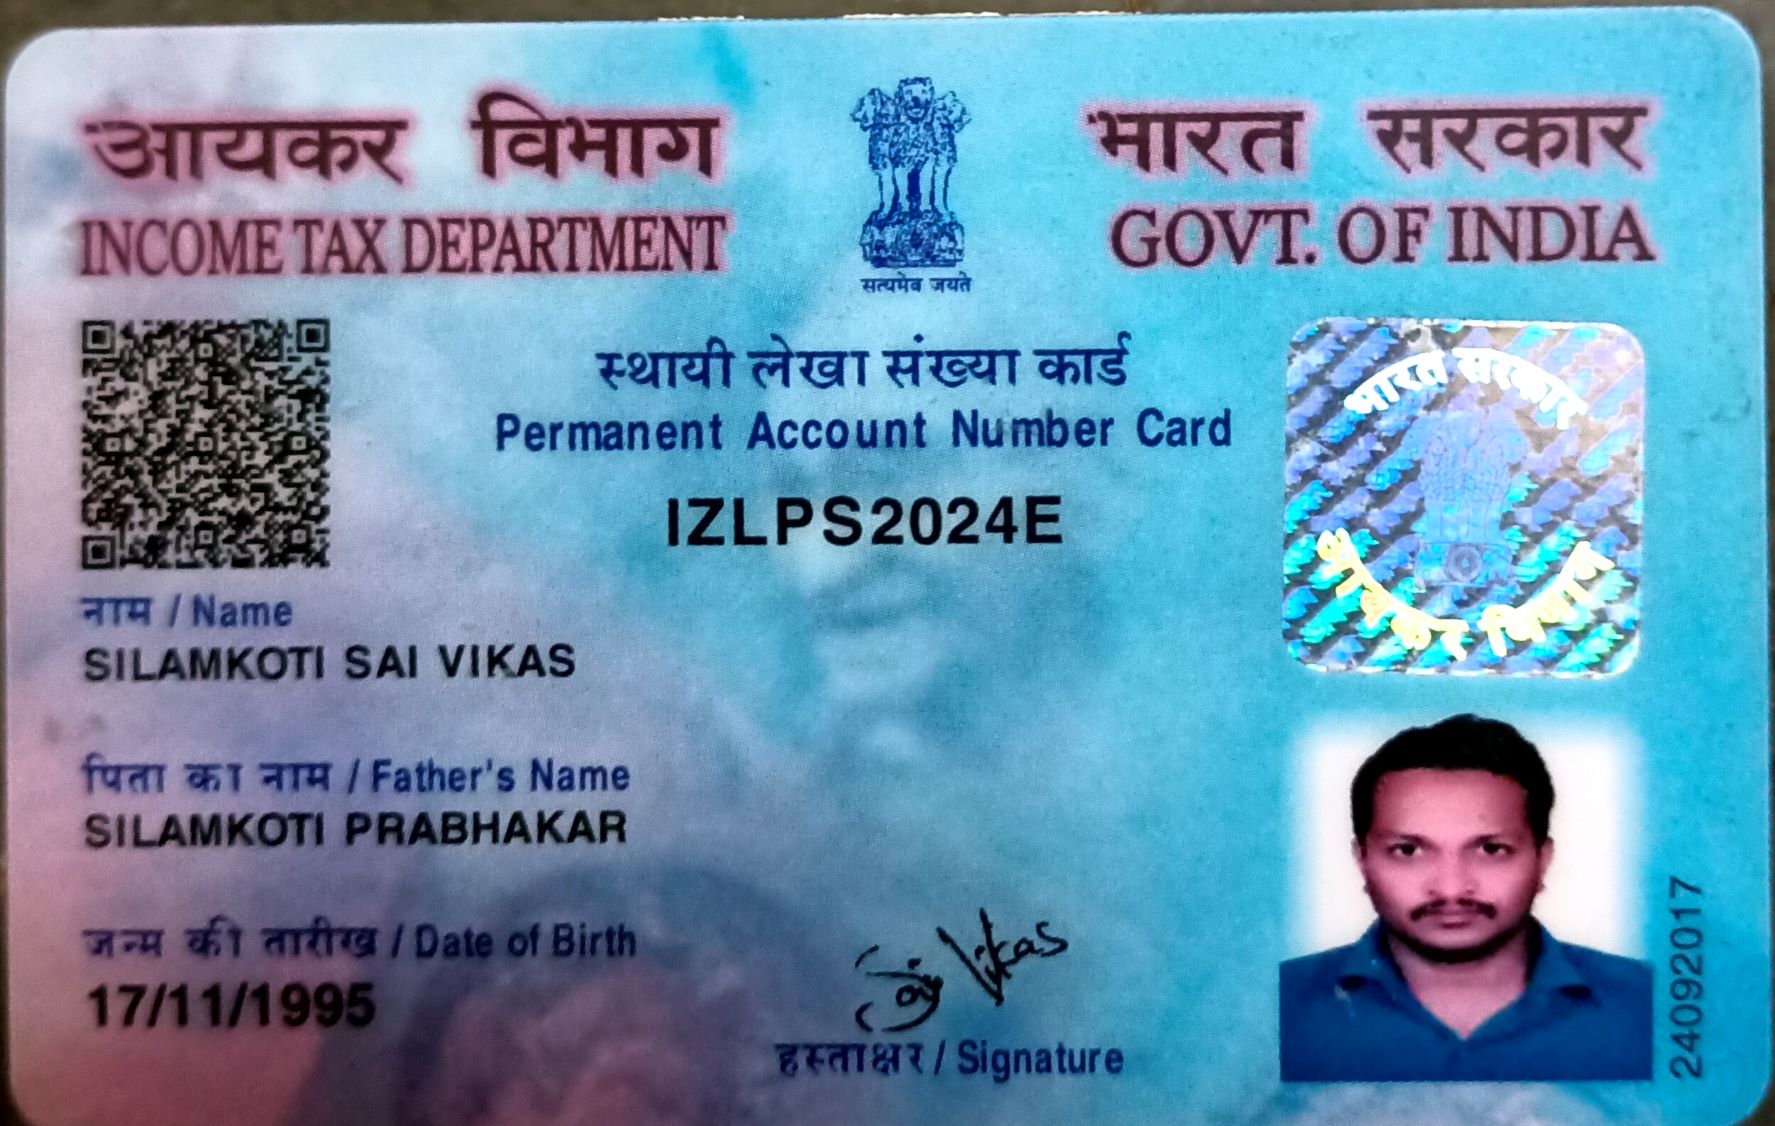 आयकर विभाग
INCOME TAX DEPARTMENT
सत्यमेव जयते
भारत सरकार
GOVT. OF INDIA
स्थायी लेखा संख्या कार्ड
Permanent Account Number Card
IZLPS2024E
भारत सरकार
आयकर विभाग
नाम / Name
SILAMKOTI SAI VIKAS
पिता का नाम / Father's Name
SILAMKOTI PRABHAKAR
जन्म की तारीख / Date of Birth
17/11/1995
Sai Vikas
हस्ताक्षर / Signature
24092017